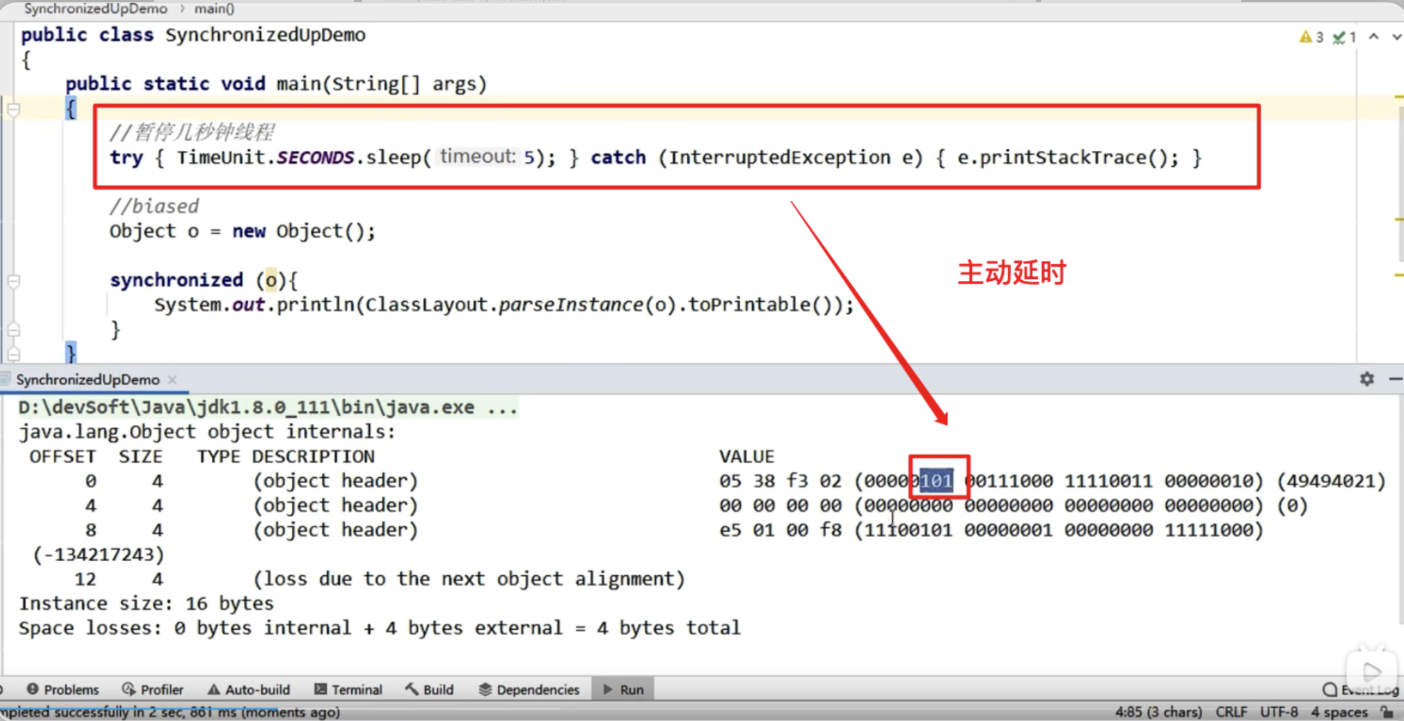 SynchronizedUpDemo > main()
public class SynchronizedUpDemo
3 1
{
public static void main(String[] args)
{
//暂停几秒钟线程
try { TimeUnit.SECONDS.sleep( timeout: 5); } catch (InterruptedException e) { e.printStackTrace(); }
//biased
Object o = new Object();
主动延时
synchronized (o){
System.out.println(ClassLayout.parseInstance(o).toPrintable());
}
}
SynchronizedUpDemo ×
D:\devSoft\Java\jdk1.8.0_111\bin\java.exe ...
java.lang.Object object internals:
OFFSET SIZE TYPE DESCRIPTION VALUE
0 4 (object header) 05 38 f3 02 (00000101 00111000 11110011 00000010) (49494021)
4 4 (object header) 00 00 00 00 (00000000 00000000 00000000 00000000) (0)
8 4 (object header) e5 01 00 f8 (11100101 00000001 00000000 11111000)
(-134217243)
12 4 (loss due to the next object alignment)
Instance size: 16 bytes
Space losses: 0 bytes internal + 4 bytes external = 4 bytes total
Problems Profiler Auto-build Terminal Build Dependencies Run Event Log
mpleted successfully in 2 sec, 861 ms (moments ago) 4:85 (3 chars) CRLF UTF-8 4 spaces